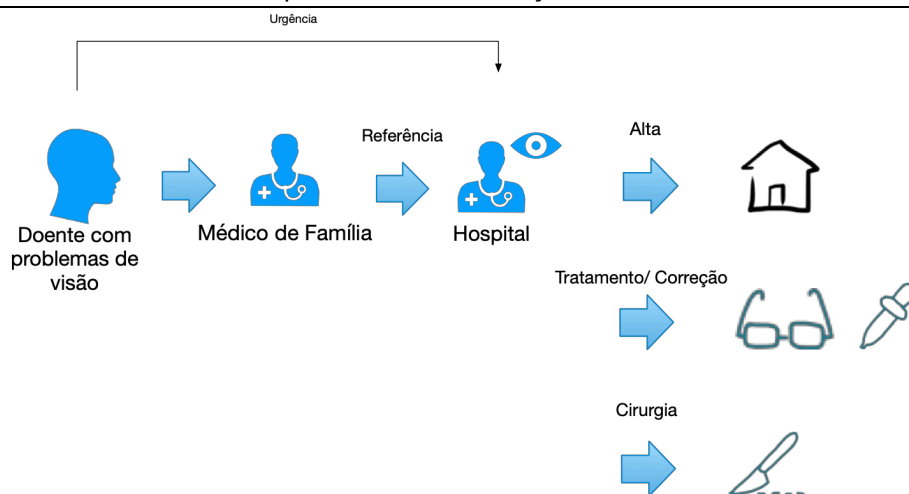 Urgência
Referência
Alta
Doente com
problemas de
visão
Médico de Família
Hospital
Tratamento/ Correção
Cirurgia